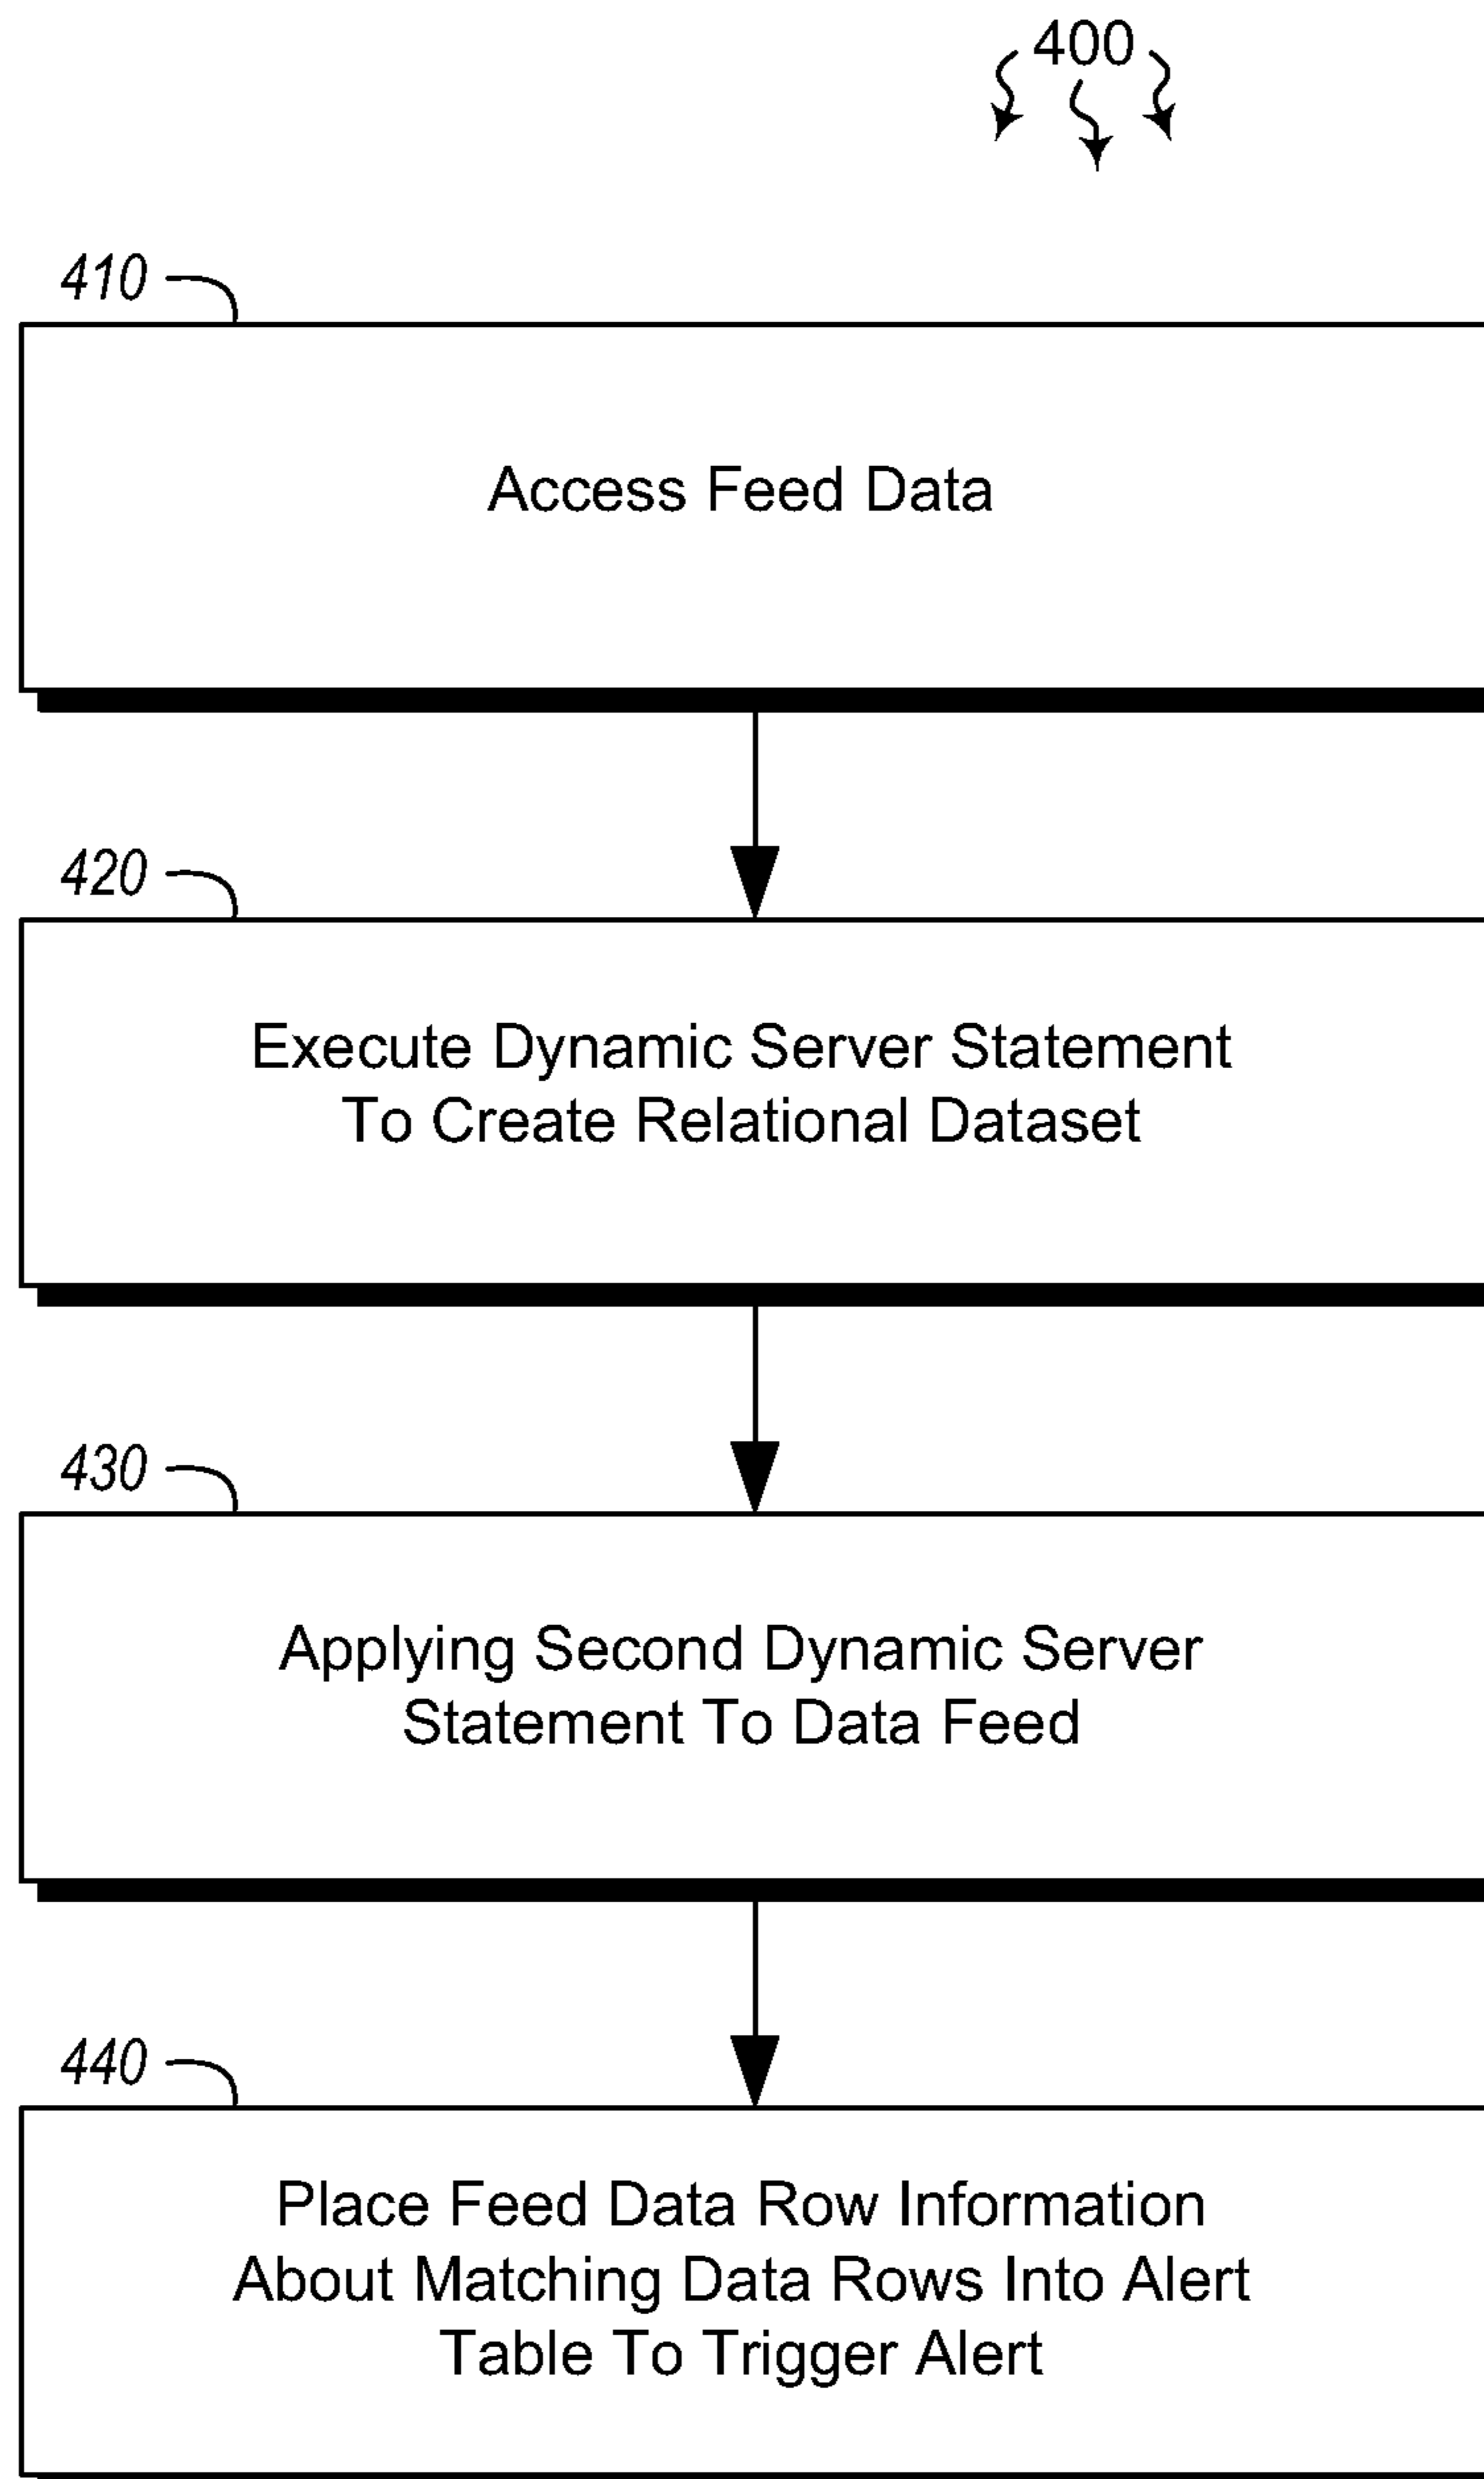 400
410
Access Feed Data
420
Execute Dynamic Server Statement
To Create Relational Dataset
430
Applying Second Dynamic Server
Statement To Data Feed
440
Place Feed Data Row Information
About Matching Data Rows Into Alert
Table To Trigger Alert